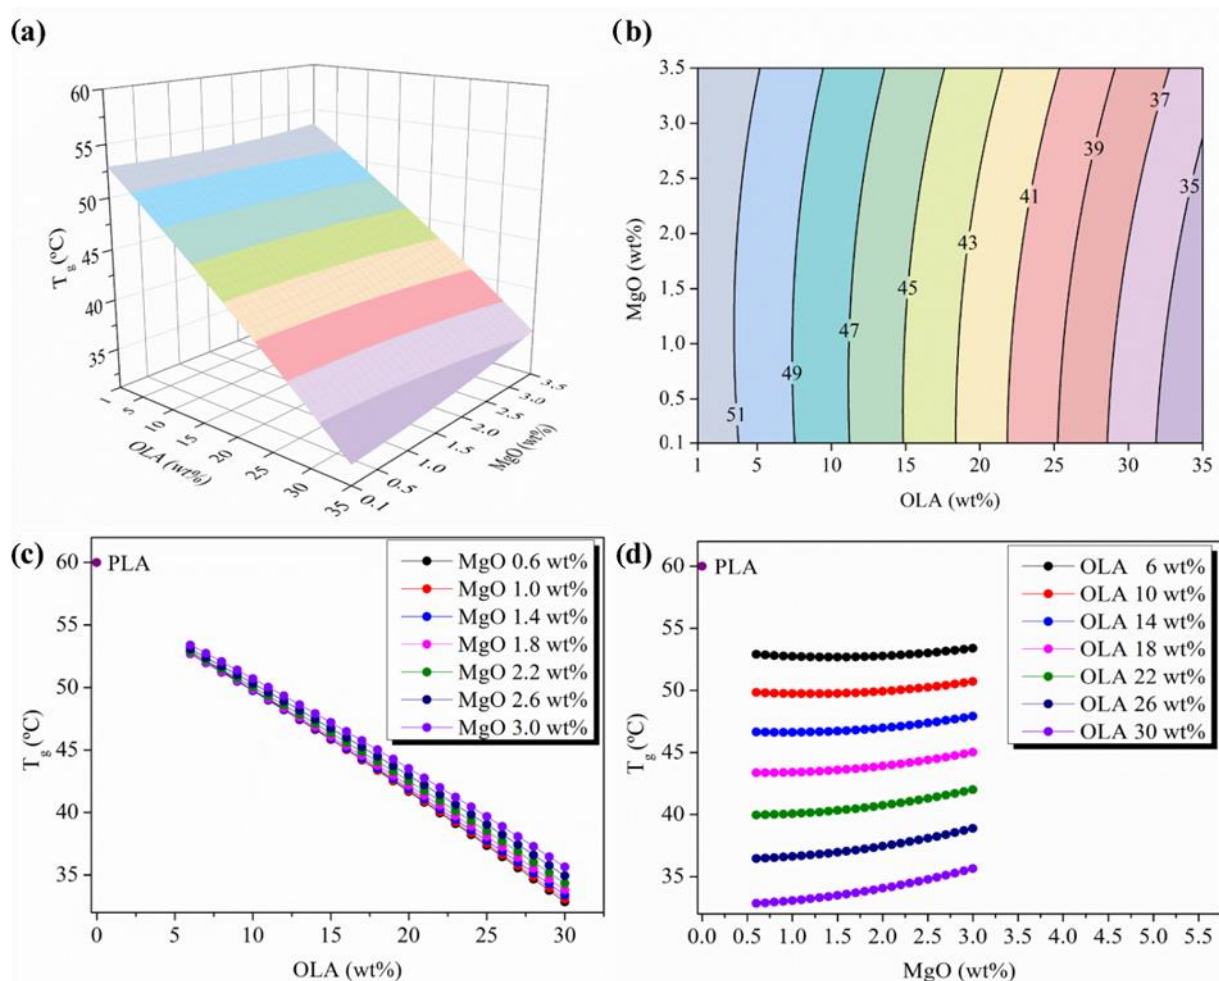 (a)
60
55
50
45
40
35
T g (ºC)
1
5
10
15
20
25
30
35
OLA (wt%)
0.1
0.5
1.0
1.5
2.0
2.5
3.0
3.5
MgO (wt%)
(b)
3.5
3.0
2.5
2.0
1.5
1.0
0.5
0.1
MgO (wt%)
51
49
47
45
43
41
39
37
35
1 5 10 15 20 25 30 35
OLA (wt%)
(c)
60
55
50
45
40
35
T g (ºC)
PLA
MgO 0.6 wt%
MgO 1.0 wt%
MgO 1.4 wt%
MgO 1.8 wt%
MgO 2.2 wt%
MgO 2.6 wt%
MgO 3.0 wt%
0 5 10 15 20 25 30
OLA (wt%)
(d)
60
55
50
45
40
35
T g (ºC)
PLA
OLA 6 wt%
OLA 10 wt%
OLA 14 wt%
OLA 18 wt%
OLA 22 wt%
OLA 26 wt%
OLA 30 wt%
0.0 0.5 1.0 1.5 2.0 2.5 3.0 3.5 4.0 4.5 5.0 5.5
MgO (wt%)